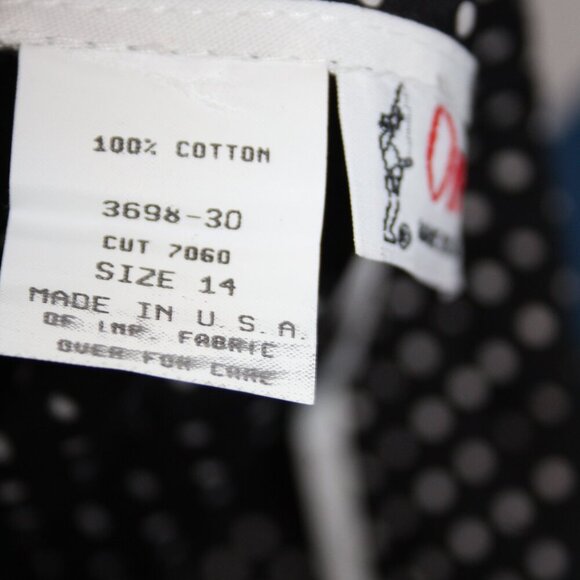 100% COTTON
3698-30
CUT 7060
SIZE 14
MADE IN U.S.A.
OF IMP. FABRIC
OVER FOR CARE